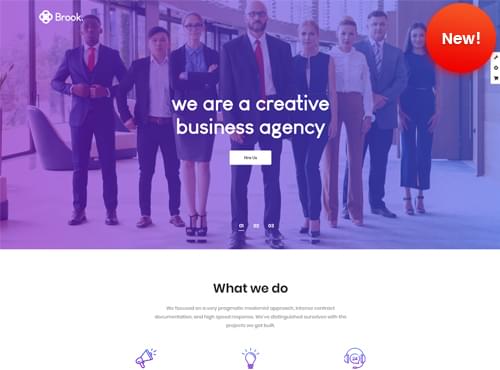 Brook.
New!
we are a creative
business agency
Hire Us
01 02 03
What we do
We focused on a very pragmatic modernist approach, intense contract
documentation, and high speed response. We've distinguished ourselves with the
projects we got built.
24